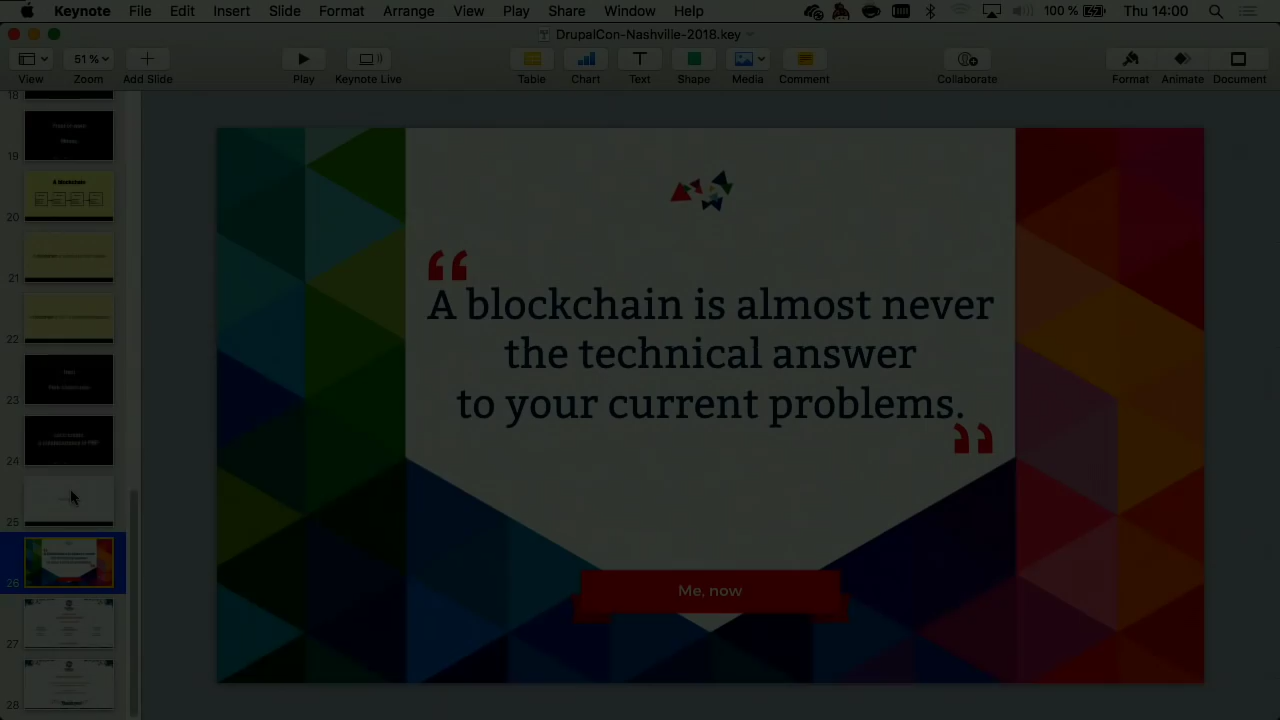 Keynote File Edit Insert Slide Format Arrange View Play Share Window Help 100 % Thu 14:00
DrupalCon-Nashville-2018.key
51 %
View Zoom Add Slide Play Keynote Live Table Chart Text Shape Media Comment Collaborate Format Animate Document
18
19
A Blockchain
20
21
22
23
24
25
26
27
28
“
A blockchain is almost never
the technical answer
to your current problems.
”
Me, now